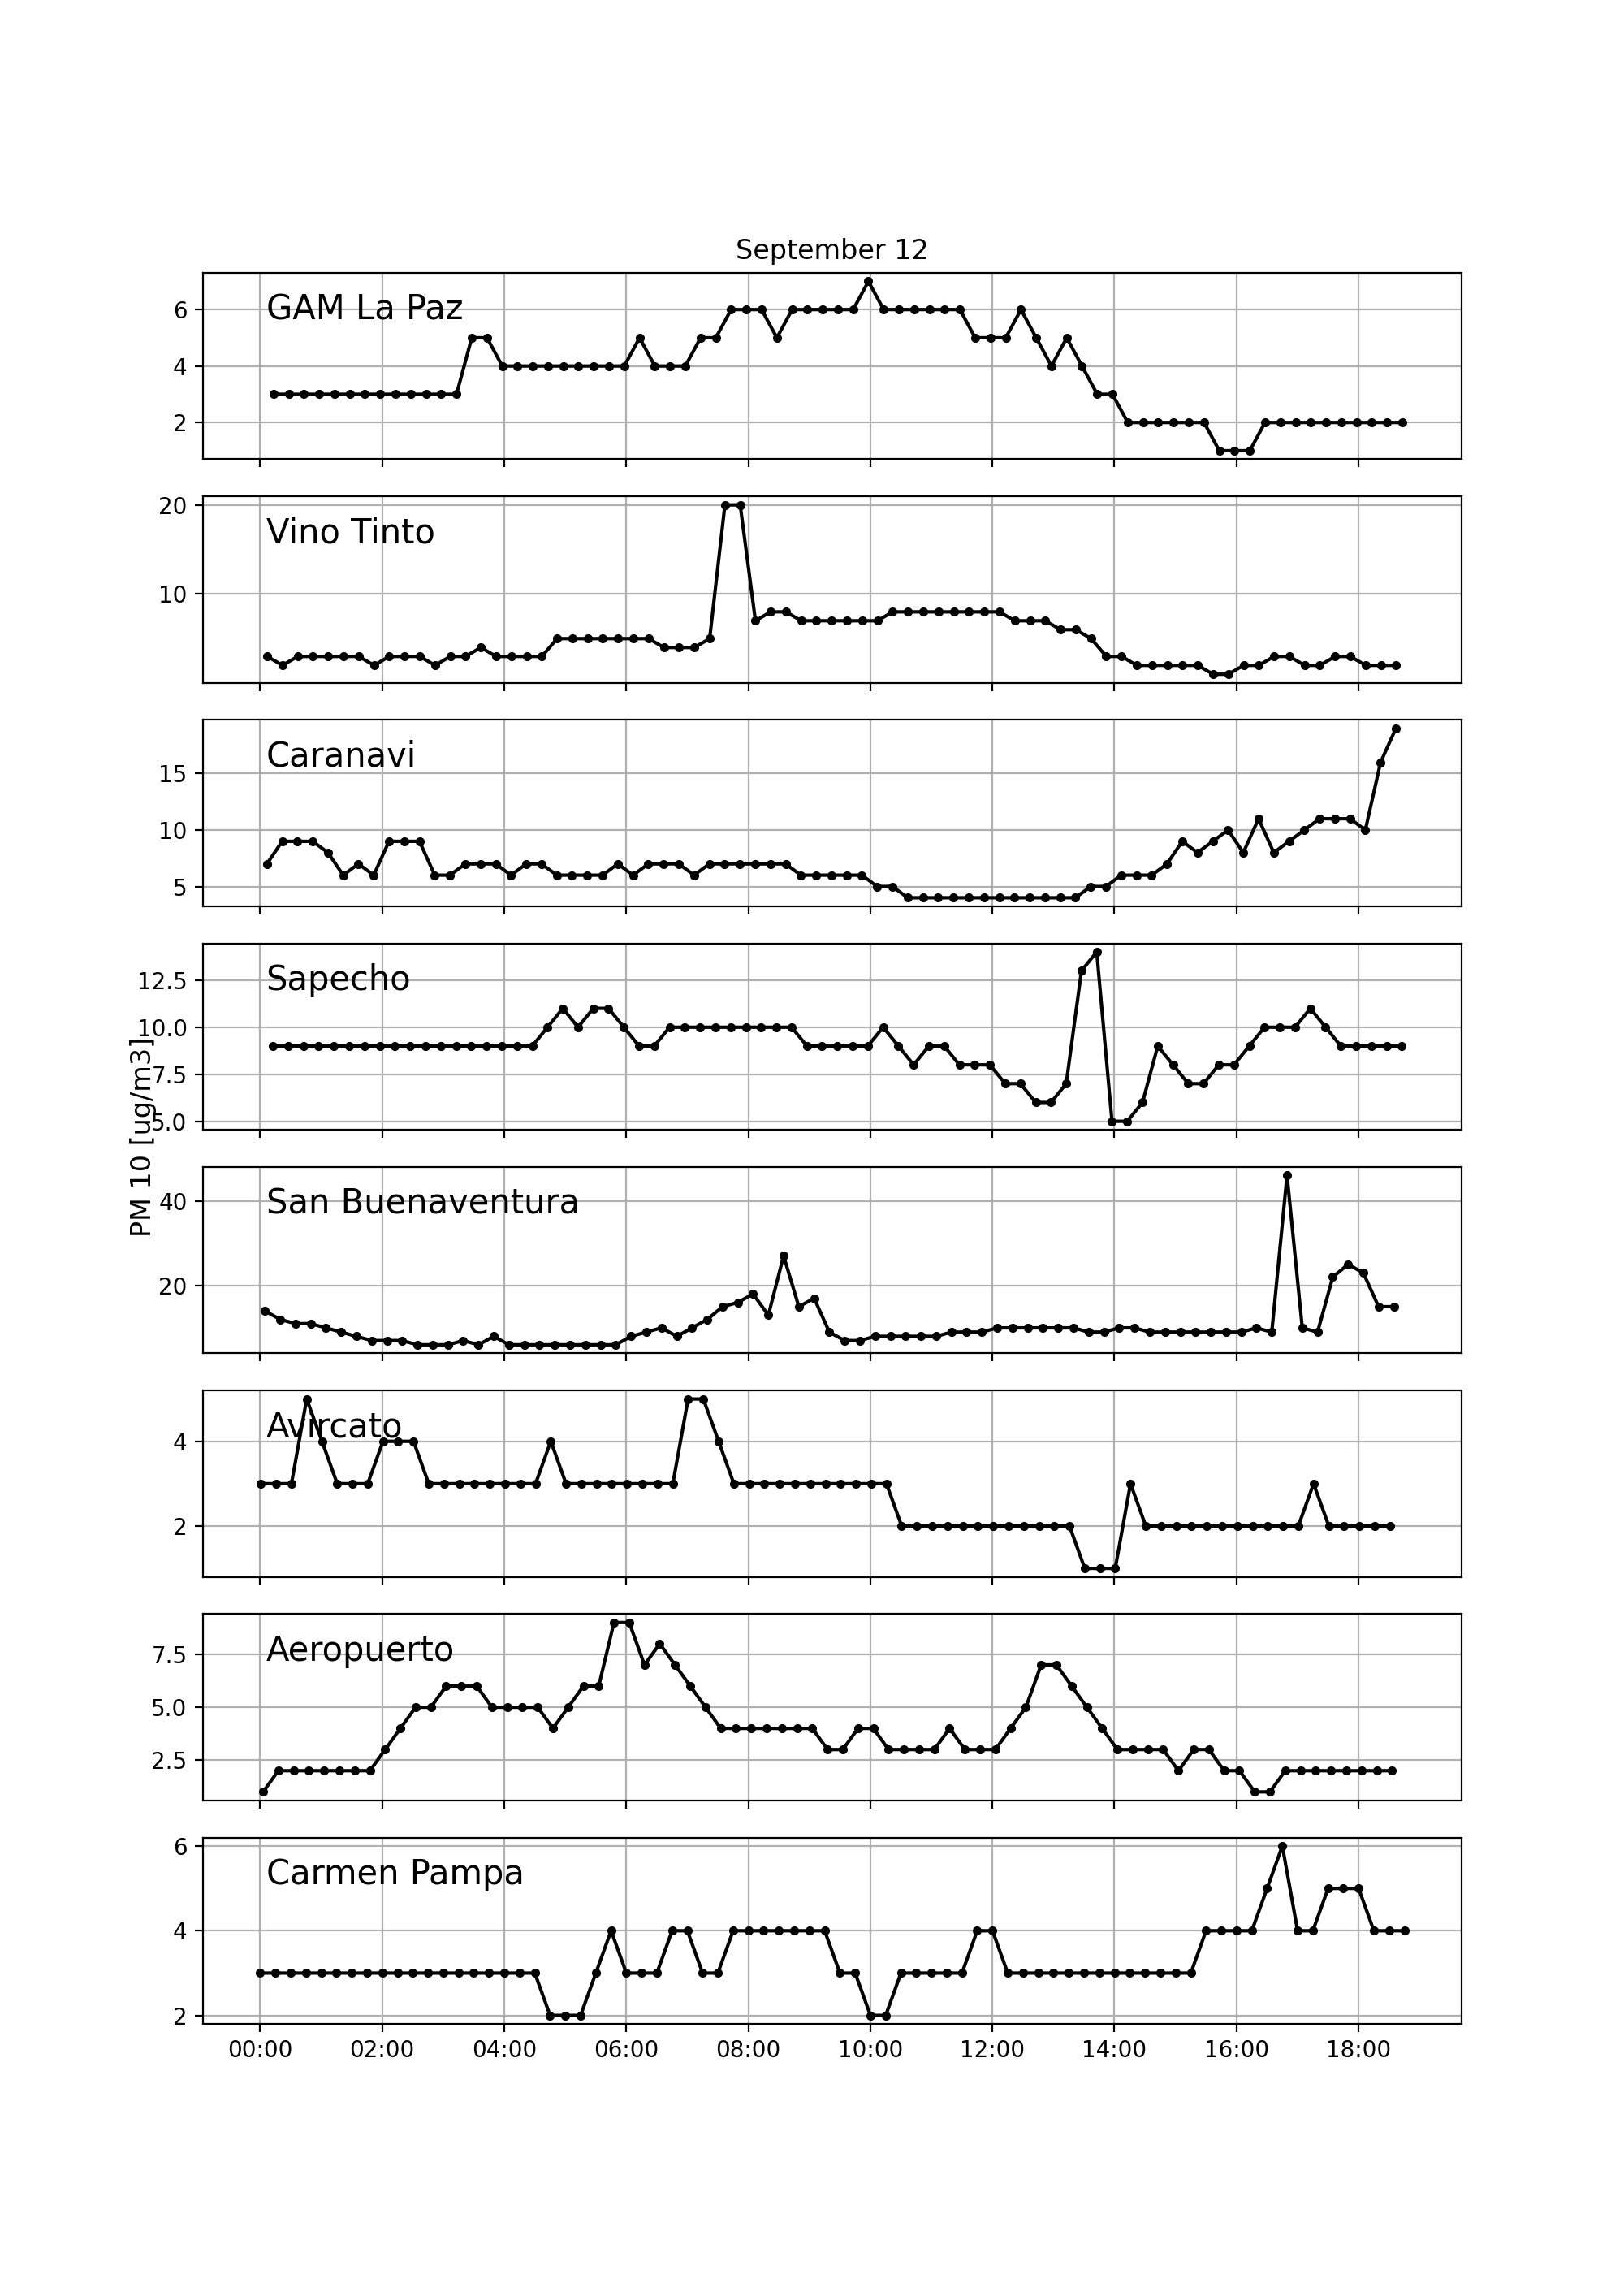 September 12
GAM La Paz
6
4
2
Vino Tinto
20
10
Caranavi
15
10
5
Sapecho
12.5
10.0
7.5
5.0
PM 10 [ug/m3]
San Buenaventura
40
20
Avircato
4
2
Aeropuerto
7.5
5.0
2.5
Carmen Pampa
6
4
2
00:00 02:00 04:00 06:00 08:00 10:00 12:00 14:00 16:00 18:00